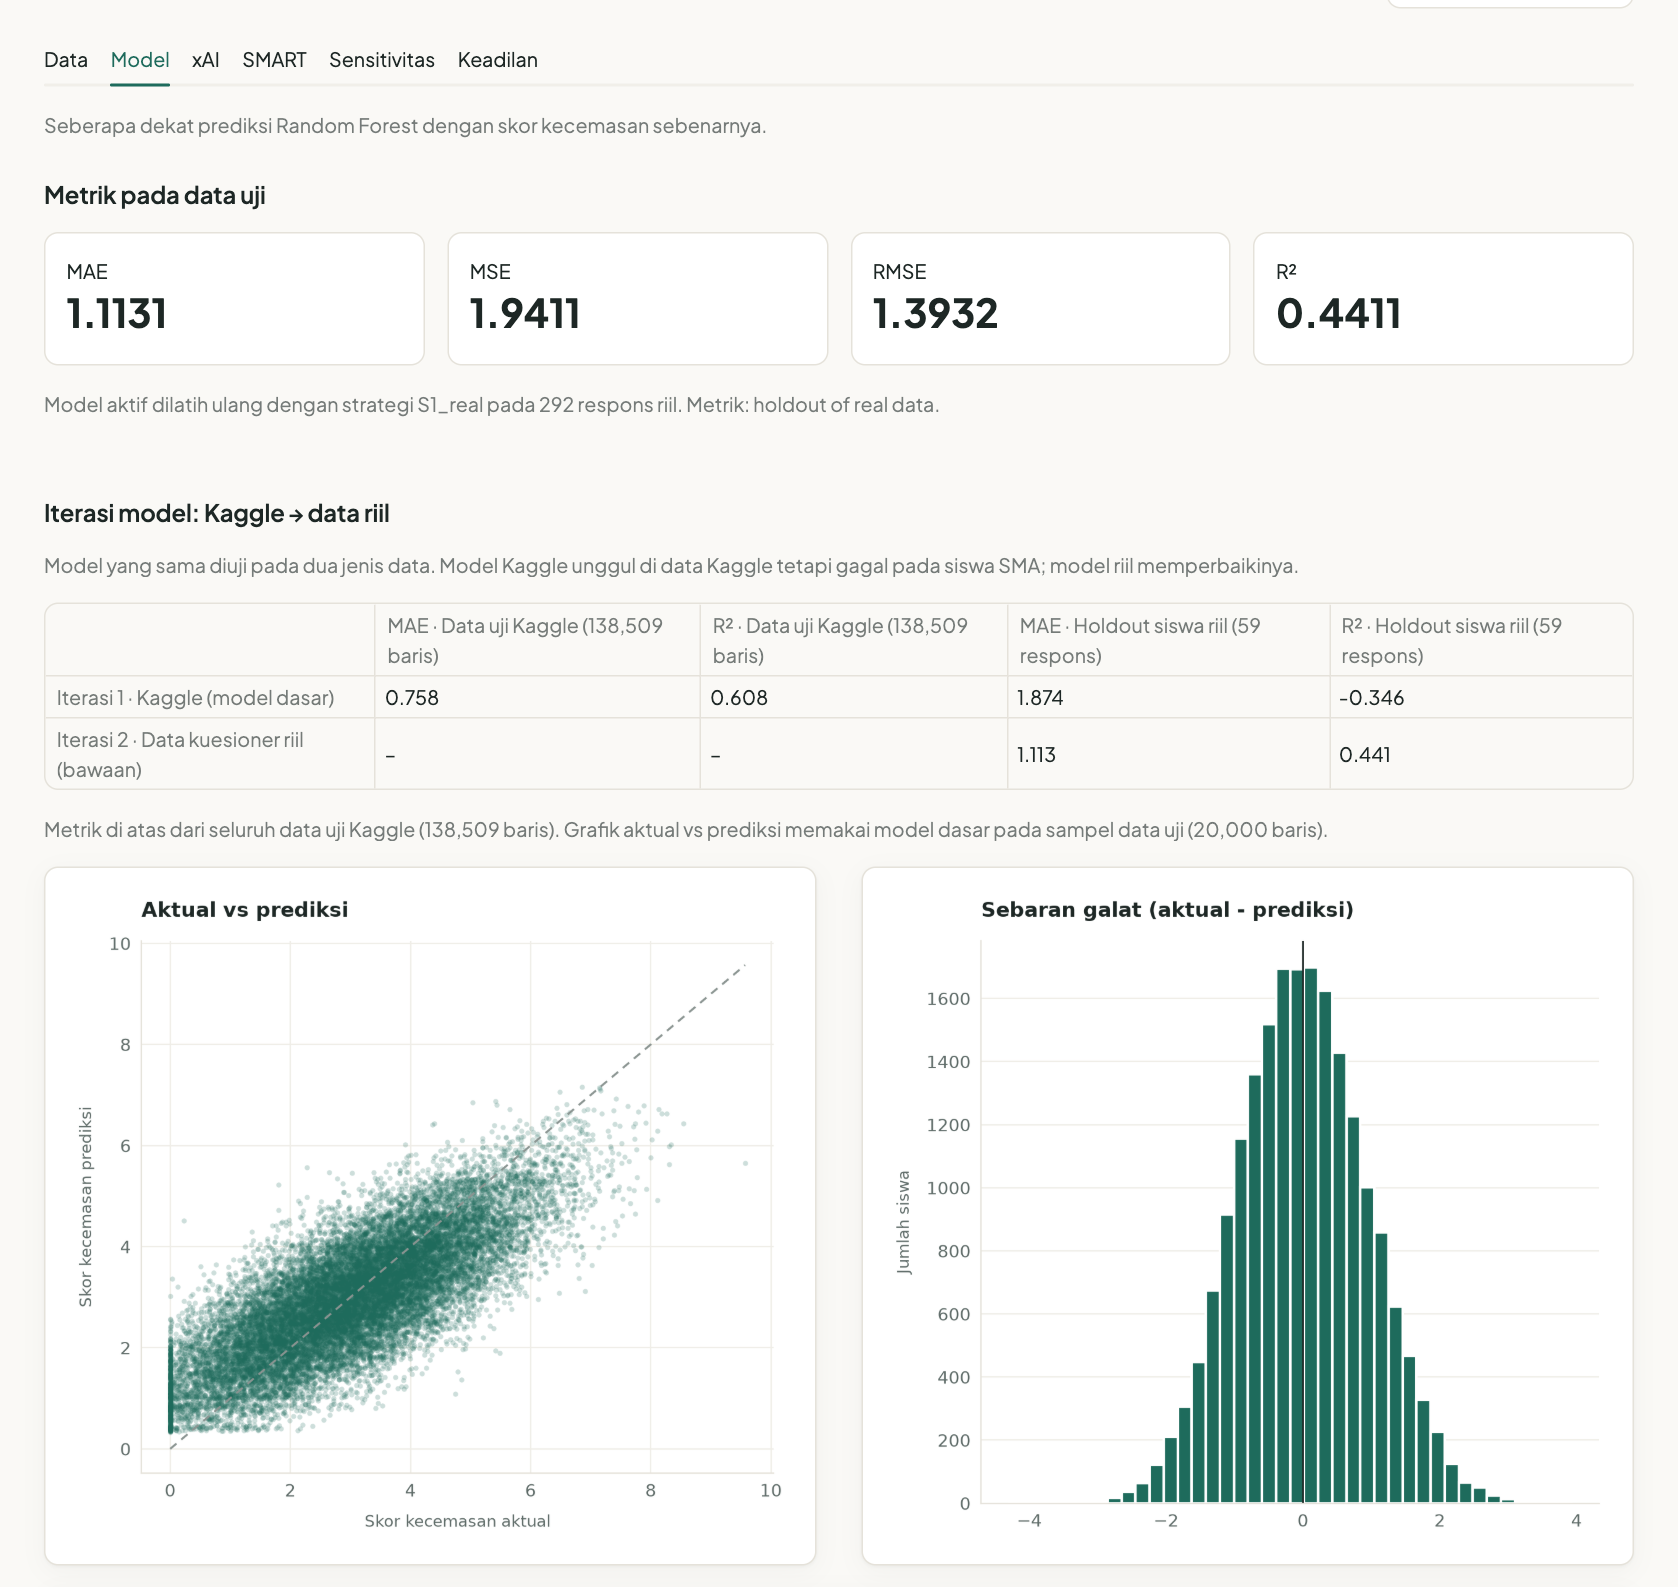 Data Model xAI SMART Sensitivitas Keadilan
Seberapa dekat prediksi Random Forest dengan skor kecemasan sebenarnya.
Metrik pada data uji
MAE
1.1131
MSE
1.9411
RMSE
1.3932
R²
0.4411
Model aktif dilatih ulang dengan strategi S1_real pada 292 respons riil. Metrik: holdout of real data.
Iterasi model: Kaggle → data riil
Model yang sama diuji pada dua jenis data. Model Kaggle unggul di data Kaggle tetapi gagal pada siswa SMA; model riil memperbaikinya.
MAE · Data uji Kaggle (138,509
baris)
R² · Data uji Kaggle (138,509
baris)
MAE · Holdout siswa riil (59
respons)
R² · Holdout siswa riil (59
respons)
Iterasi 1 · Kaggle (model dasar) 0.758 0.608 1.874 -0.346
Iterasi 2 · Data kuesioner riil
(bawaan)
– – 1.113 0.441
Metrik di atas dari seluruh data uji Kaggle (138,509 baris). Grafik aktual vs prediksi memakai model dasar pada sampel data uji (20,000 baris).
Aktual vs prediksi
Skor kecemasan prediksi
10
8
6
4
2
0
0 2 4 6 8 10
Skor kecemasan aktual
Sebaran galat (aktual - prediksi)
Jumlah siswa
1600
1400
1200
1000
800
600
400
200
0
−4 −2 0 2 4